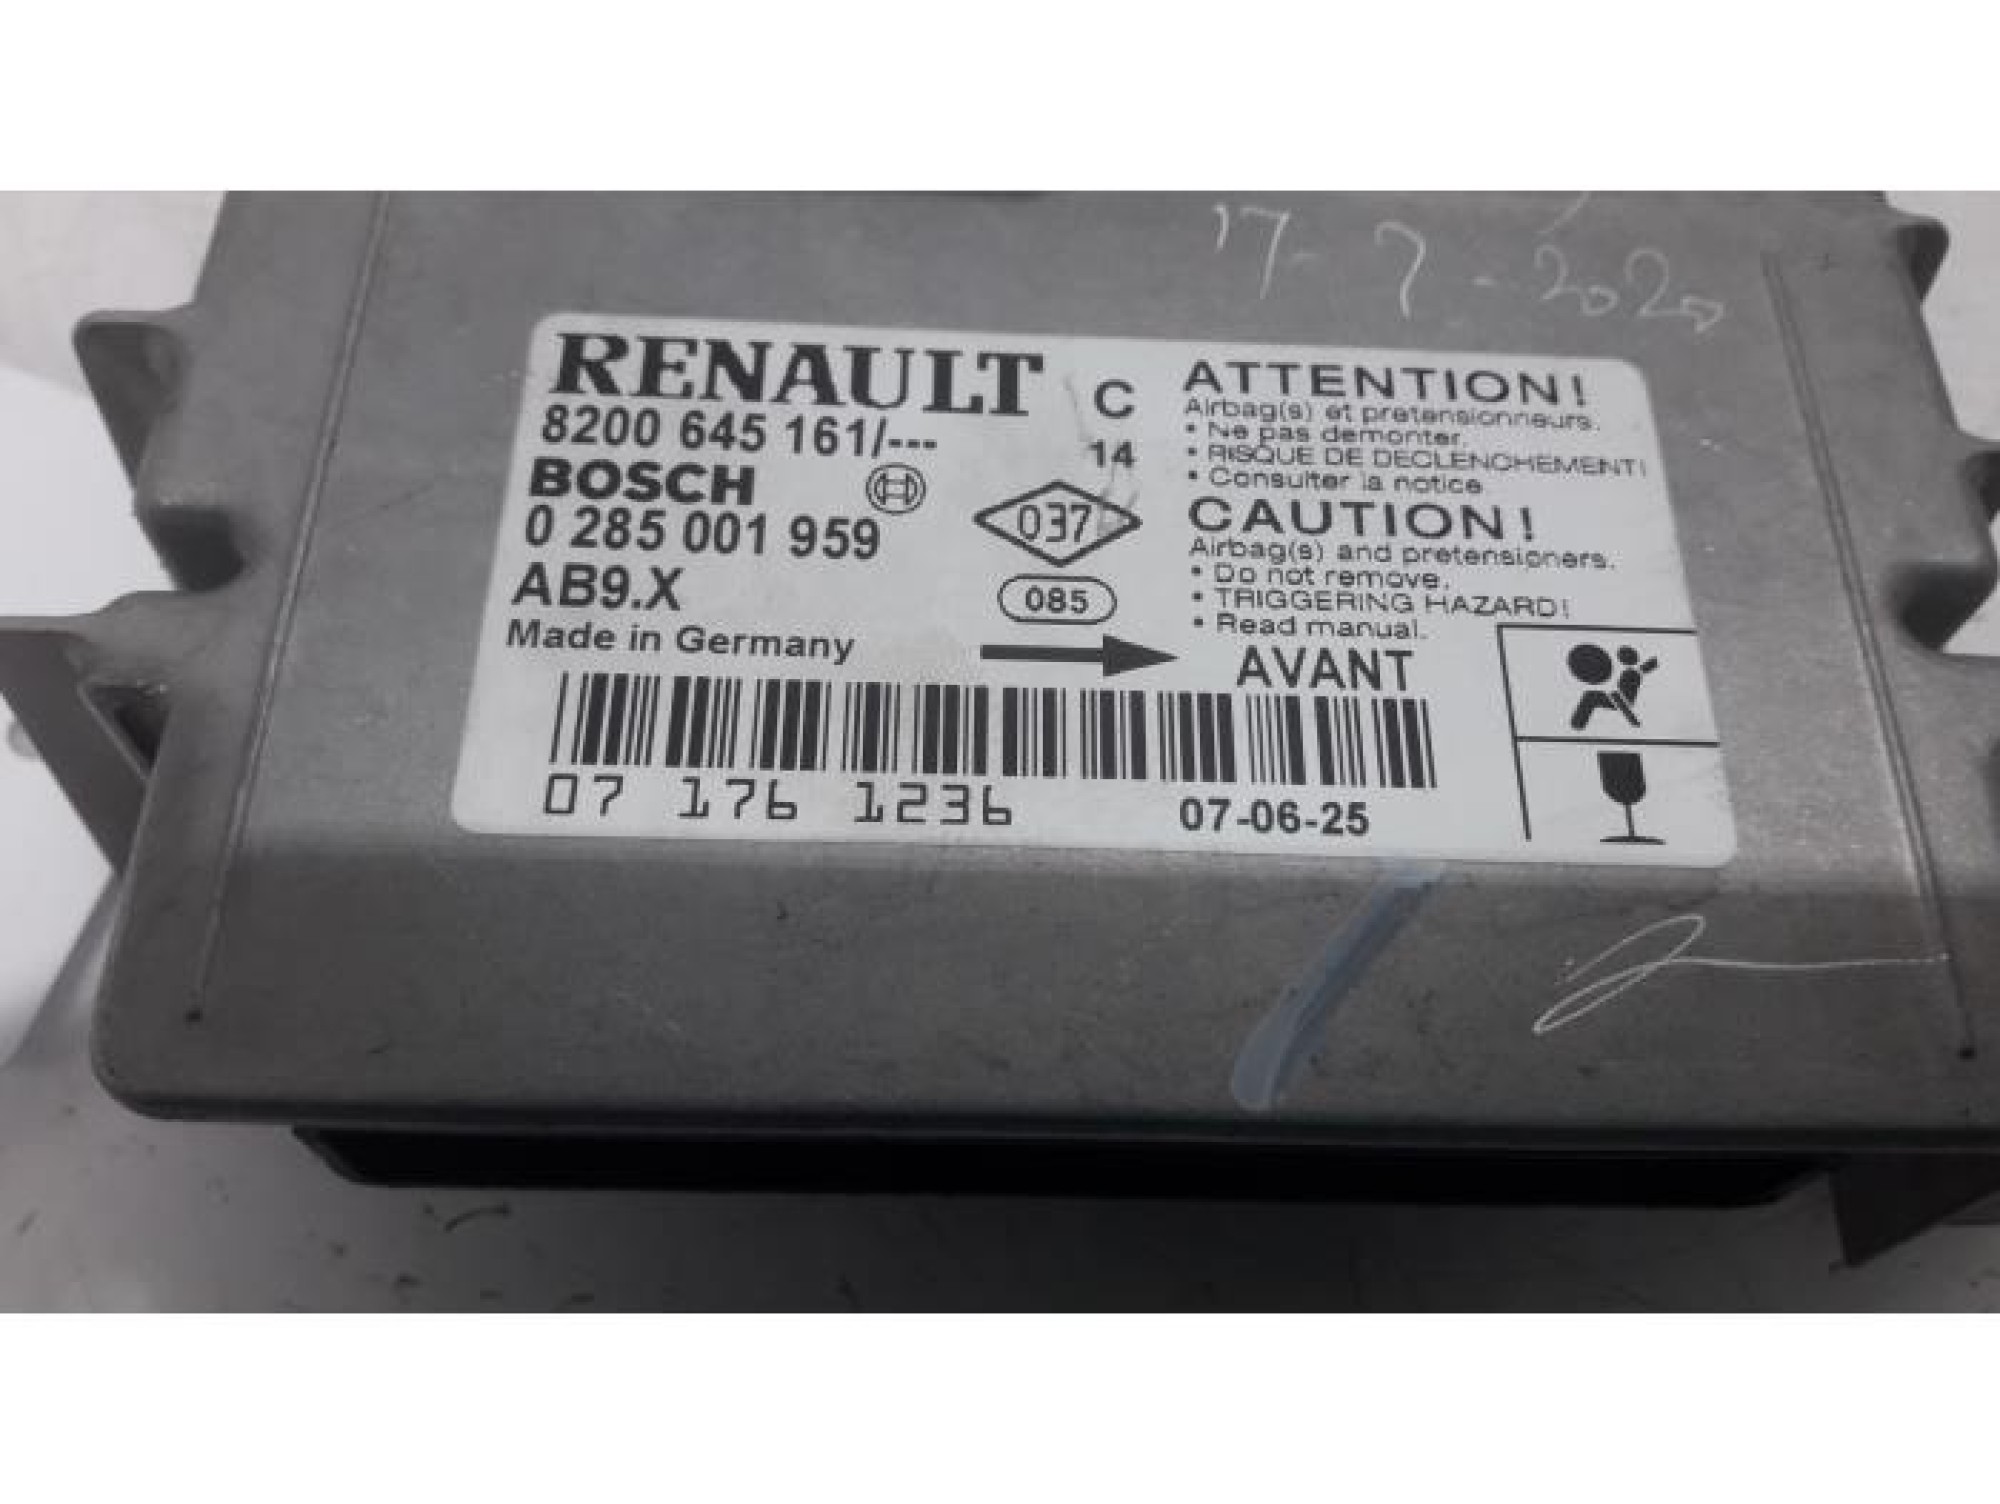 17-7-2020
RENAULT
8200 645 161/---
BOSCH
0 285 001 959
AB9.X
Made in Germany
C
14
037
085
ATTENTION!
Airbag(s) et pretensionneurs.
• Ne pas demonter.
• RISQUE DE DECLENCHEMENT!
• Consulter la notice
CAUTION!
Airbag(s) and pretensioners.
• Do not remove.
• TRIGGERING HAZARD!
• Read manual.
AVANT
07 176 1236
07-06-25